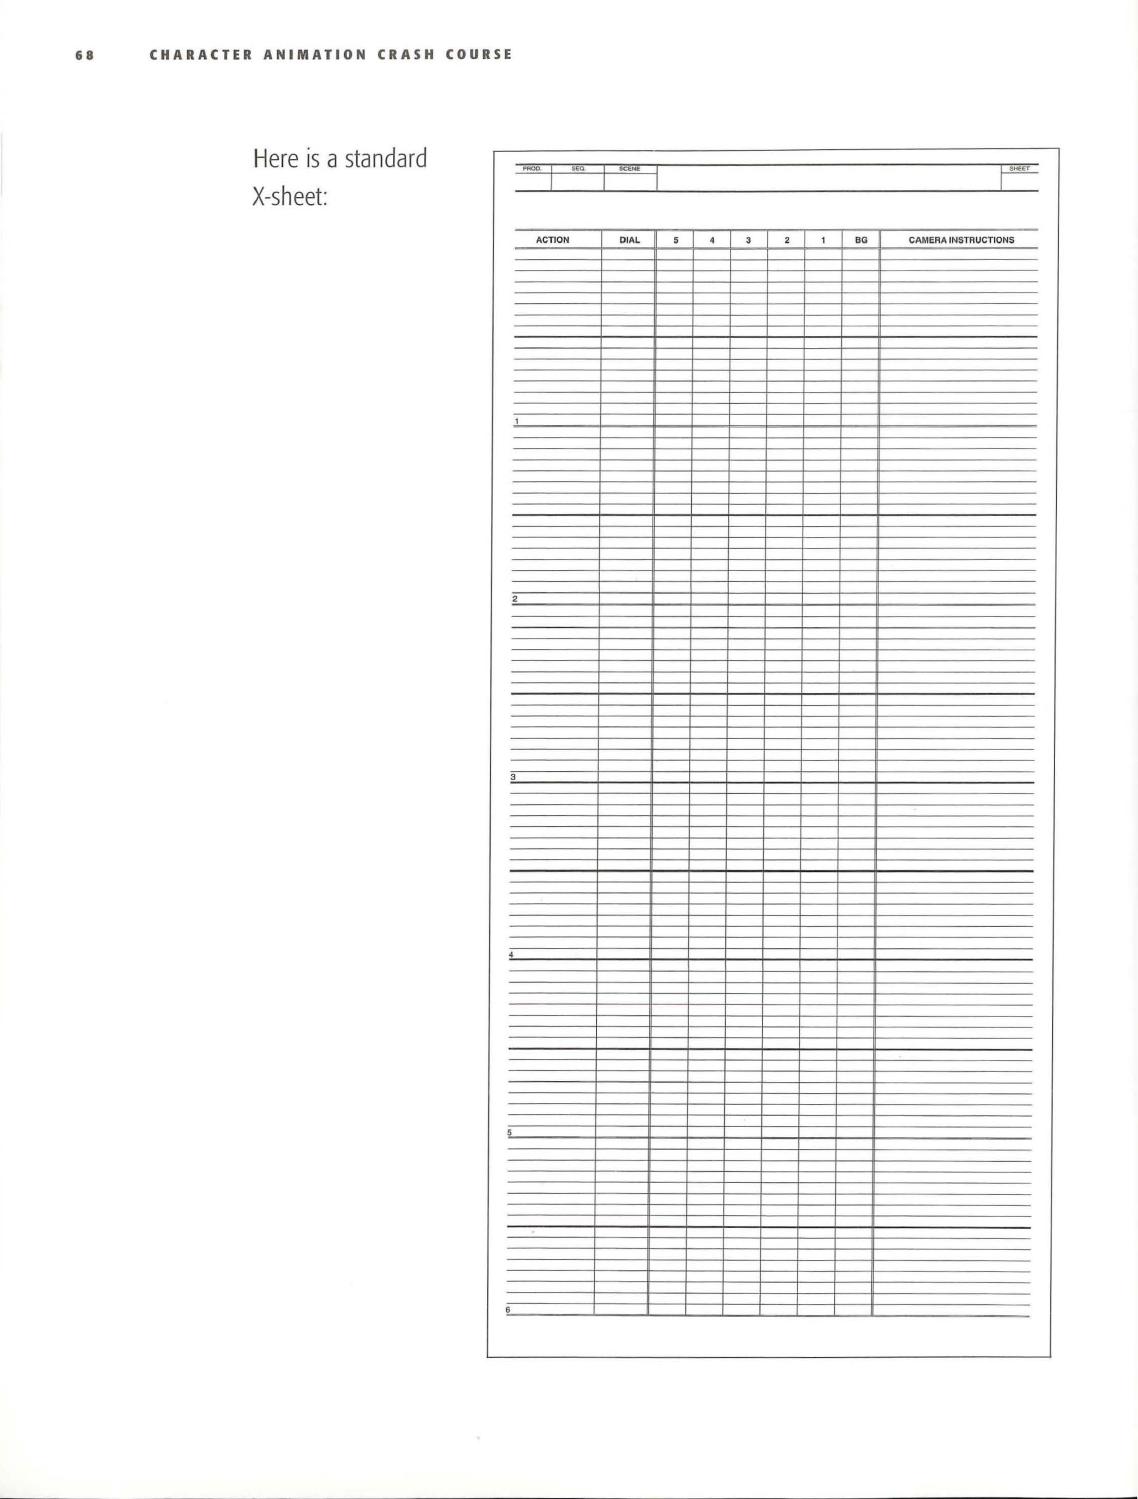 68 CHARACTER ANIMATION CRASH COURSE
Here is a standard
X-sheet:
PROD. SEQ. SCENE SHEET
ACTION DIAL 5 4 3 2 1 BG CAMERA INSTRUCTIONS
1
2
3
4
5
6